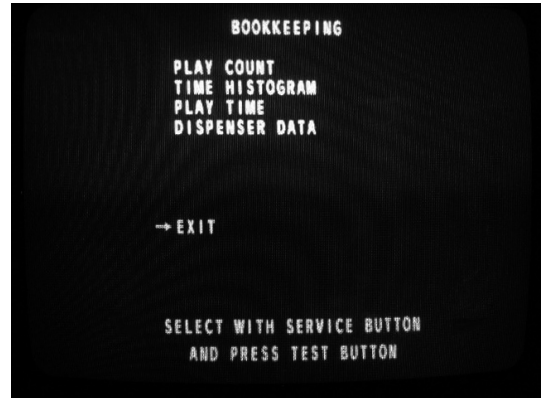 BOOKKEEPING
PLAY COUNT
TIME HISTOGRAM
PLAY TIME
DISPENSER DATA
→ EXIT
SELECT WITH SERVICE BUTTON
AND PRESS TEST BUTTON